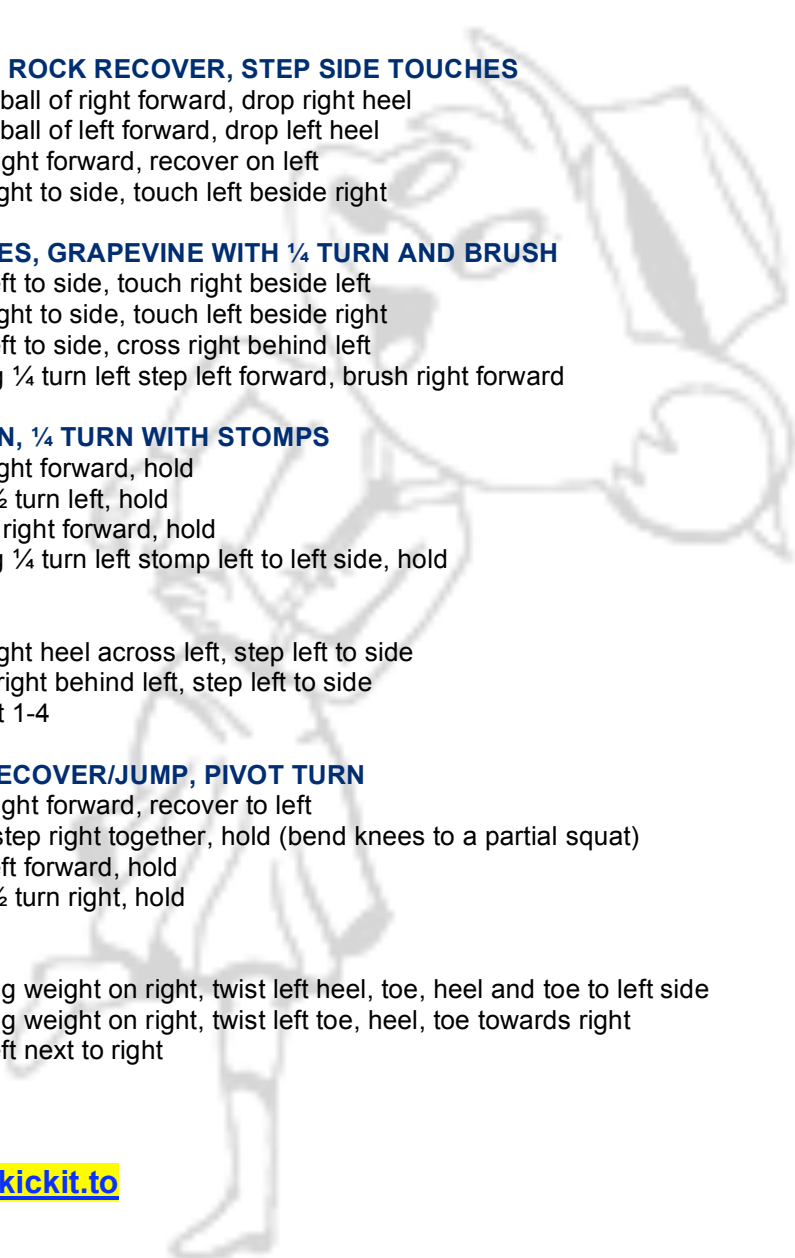 ROCK RECOVER, STEP SIDE TOUCHES
ball of right forward, drop right heel
ball of left forward, drop left heel
ght forward, recover on left
ght to side, touch left beside right
ES, GRAPEVINE WITH ¼ TURN AND BRUSH
ft to side, touch right beside left
ght to side, touch left beside right
ft to side, cross right behind left
g ¼ turn left step left forward, brush right forward
N, ¼ TURN WITH STOMPS
ght forward, hold
½ turn left, hold
right forward, hold
g ¼ turn left stomp left to left side, hold
ght heel across left, step left to side
right behind left, step left to side
t 1-4
ECOVER/JUMP, PIVOT TURN
ght forward, recover to left
step right together, hold (bend knees to a partial squat)
ft forward, hold
½ turn right, hold
g weight on right, twist left heel, toe, heel and toe to left side
g weight on right, twist left toe, heel, toe towards right
ft next to right
kickit.to